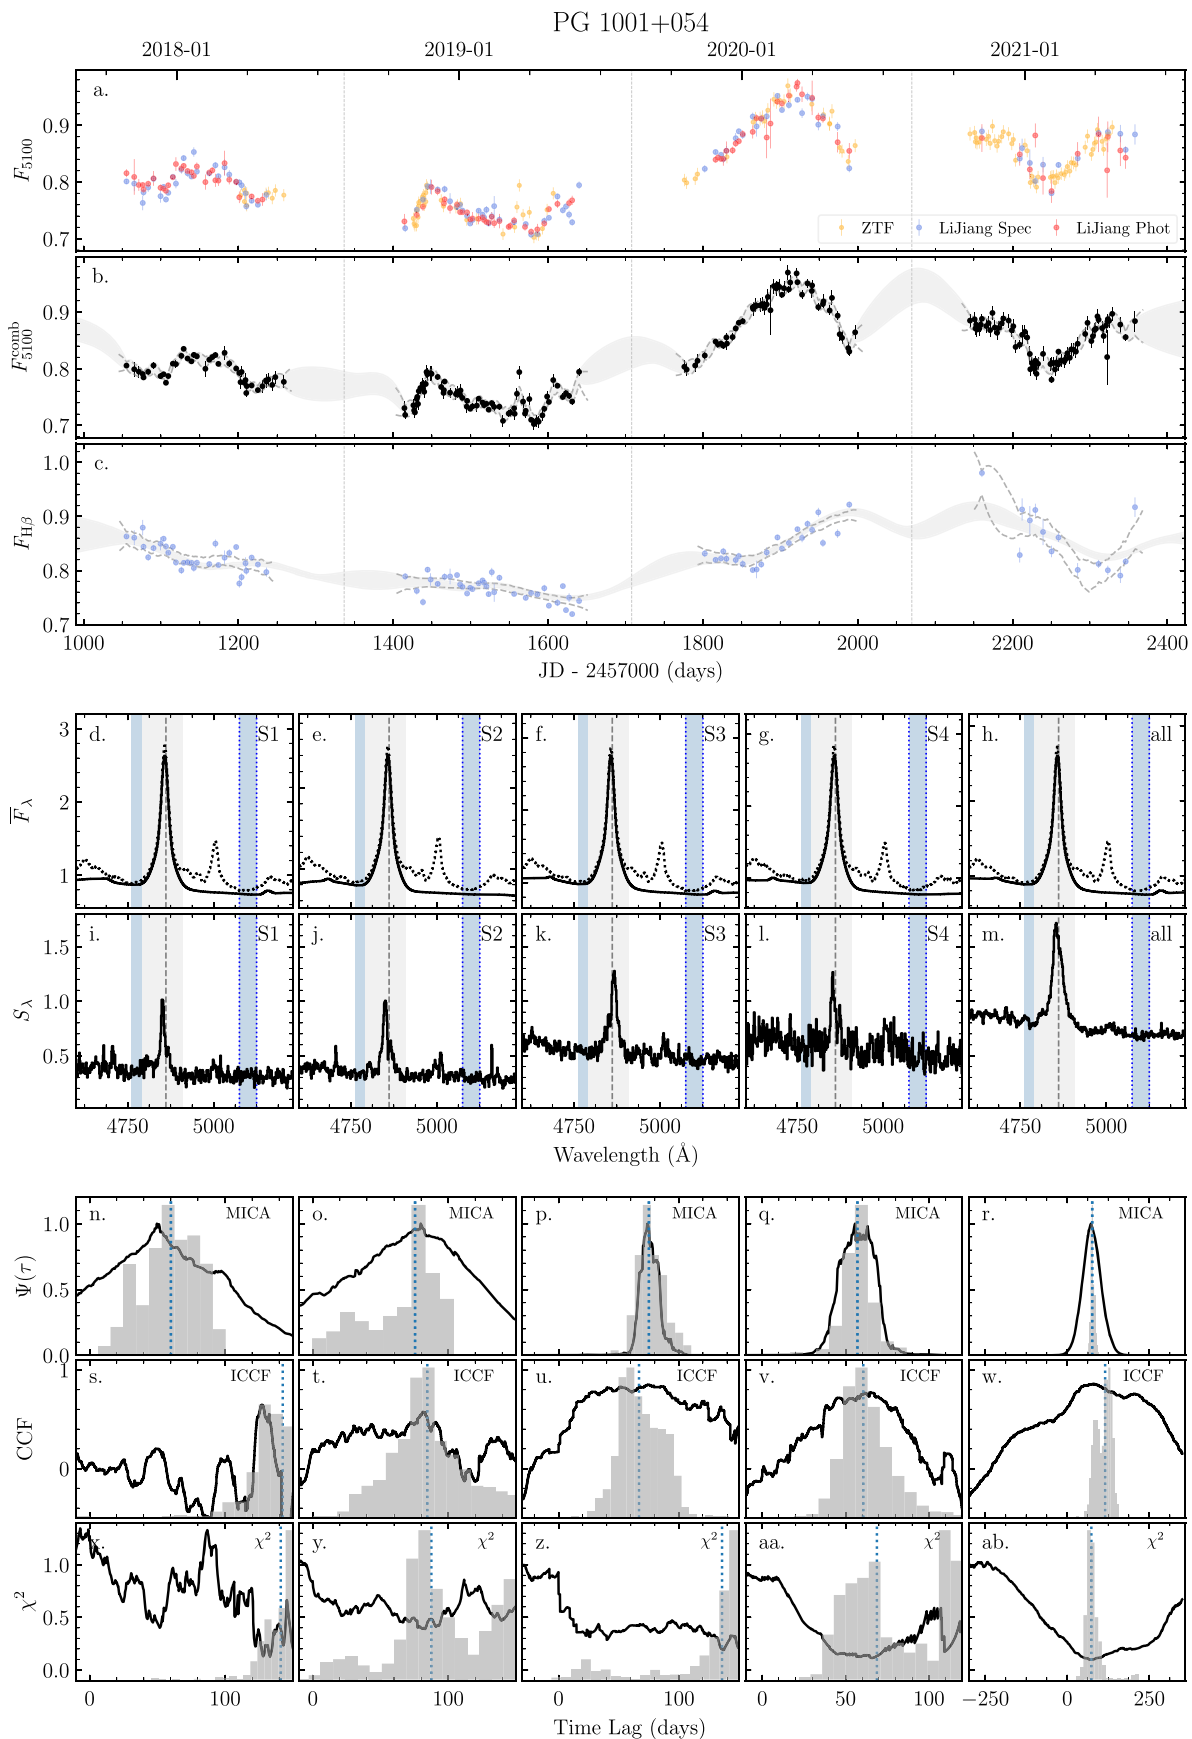 PG 1001+054
2018-01 2019-01 2020-01 2021-01
a.
F5100
0.9
0.8
0.7
ZTF LiJiang Spec LiJiang Phot
b.
F5100comb
0.9
0.8
0.7
c.
FHβ
1.0
0.9
0.8
0.7
1000 1200 1400 1600 1800 2000 2200 2400
JD - 2457000 (days)
d. S1 e. S2 f. S3 g. S4 h. all
Fλ
3
2
1
i. S1 j. S2 k. S3 l. S4 m. all
Sλ
1.5
1.0
0.5
4750 5000 4750 5000 4750 5000 4750 5000 4750 5000
Wavelength (Å)
n. MICA o. MICA p. MICA q. MICA r. MICA
Ψ(τ)
1.0
0.5
0.0
s. ICCF t. ICCF u. ICCF v. ICCF w. ICCF
CCF
1
0
x. χ² y. χ² z. χ² aa. χ² ab. χ²
χ²
1.0
0.5
0.0
0 100 0 100 0 100 0 50 100 −250 0 250
Time Lag (days)